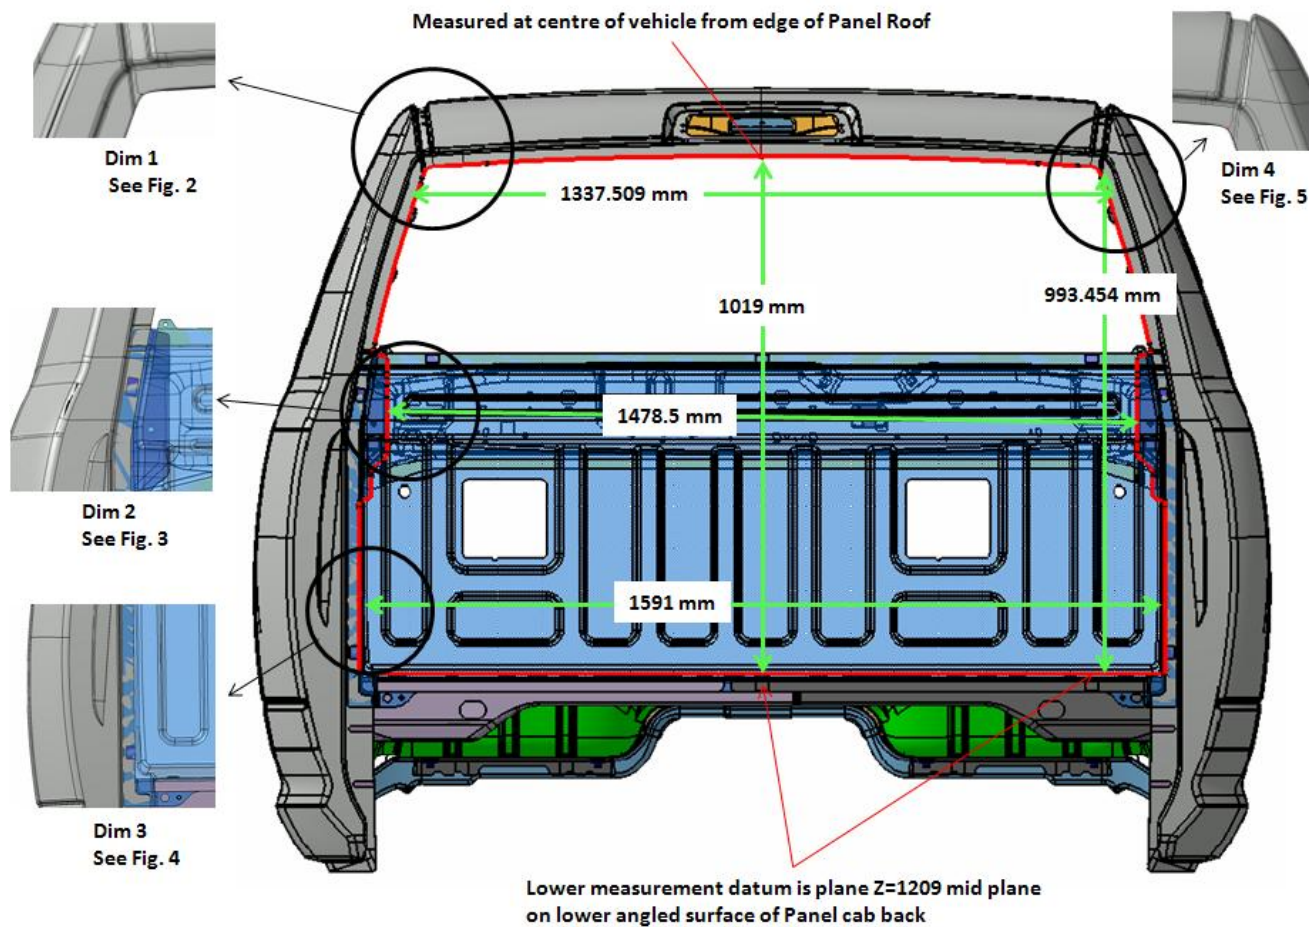 Measured at centre of vehicle from edge of Panel Roof
Dim 1
See Fig. 2
Dim 4
See Fig. 5
1337.509 mm
1019 mm
993.454 mm
1478.5 mm
Dim 2
See Fig. 3
1591 mm
Dim 3
See Fig. 4
Lower measurement datum is plane Z=1209 mid plane
on lower angled surface of Panel cab back